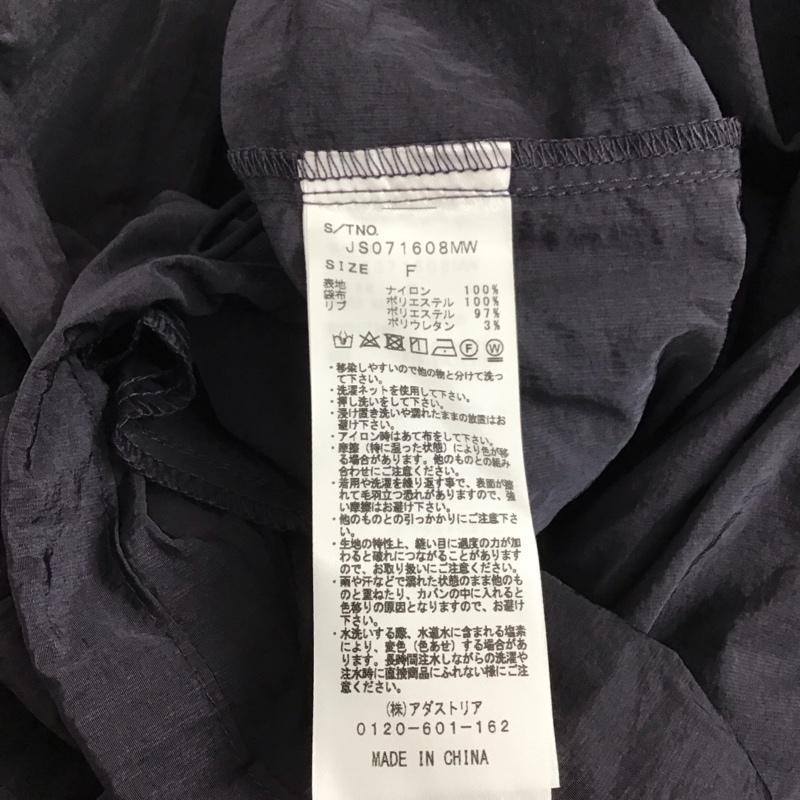 S/TNO.
JS071608MW
SIZE F
表地 ナイロン 100%
袋布 ポリエステル 100%
リブ ポリエステル 97%
ポリウレタン 3%
F W
・移染しやすいので他の物と分けて洗っ
て下さい。
・洗濯ネットを使用して下さい。
・押し洗いをして下さい。
・浸け置き洗いや濡れたままの放置はお
避け下さい。
・アイロン時はあて布をして下さい。
・摩擦（特に湿った状態）により色が移
る場合があります。他のものとの組み
合わせにご注意ください。
・着用や洗濯を繰り返す事で、表面が擦
れて毛羽立つ恐れがありますので、強
い摩擦はお避け下さい。
・他のものとの引っかかりにご注意下さ
い。
・生地の特性上、縫い目に過度の力が加
わると破れにつながることがあります
ので、お取り扱いにご注意ください。
・雨や汗などで濡れた状態のまま他のも
のと重ねたり、カバンの中に入れると
色移りの原因となりますので、お避け
下さい。
・水洗いする際、水道水に含まれる塩素
により、変色（色あせ）する場合があ
ります。長時間注水しながらの洗濯や
注水時に直接商品にふれない様にご注
意ください。
(株)アダストリア
0120-601-162
MADE IN CHINA